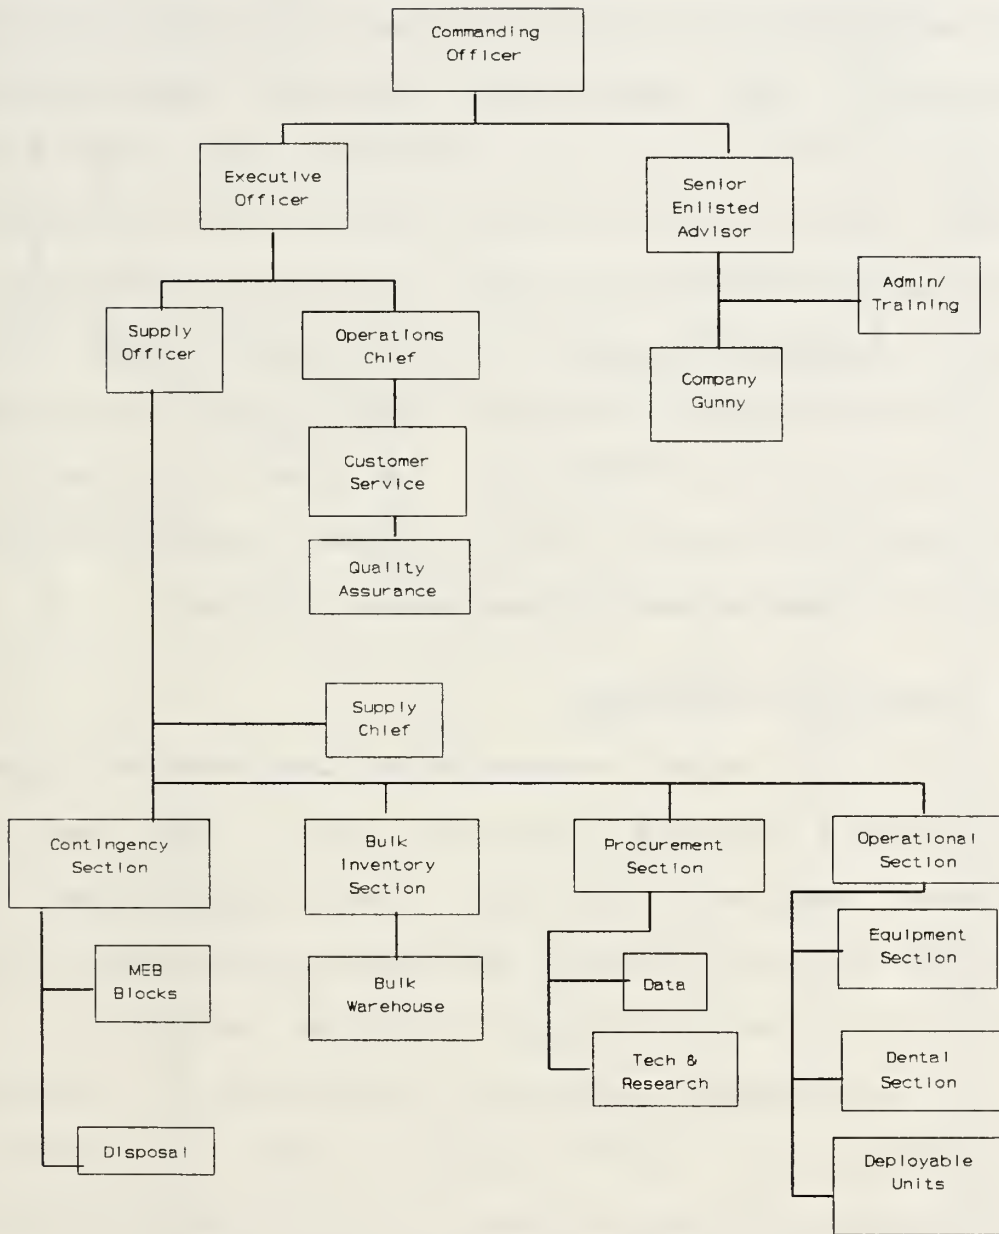 Commanding
Officer
Executive
Officer
Senior
Enlisted
Advisor
Admin/
Training
Supply
Officer
Operations
Chief
Company
Gunny
Customer
Service
Quality
Assurance
Supply
Chief
Contingency
Section
Bulk
Inventory
Section
Procurement
Section
Operational
Section
MEB
Blocks
Bulk
Warehouse
Data
Equipment
Section
Tech &
Research
Dental
Section
Disposal
Deployable
Units